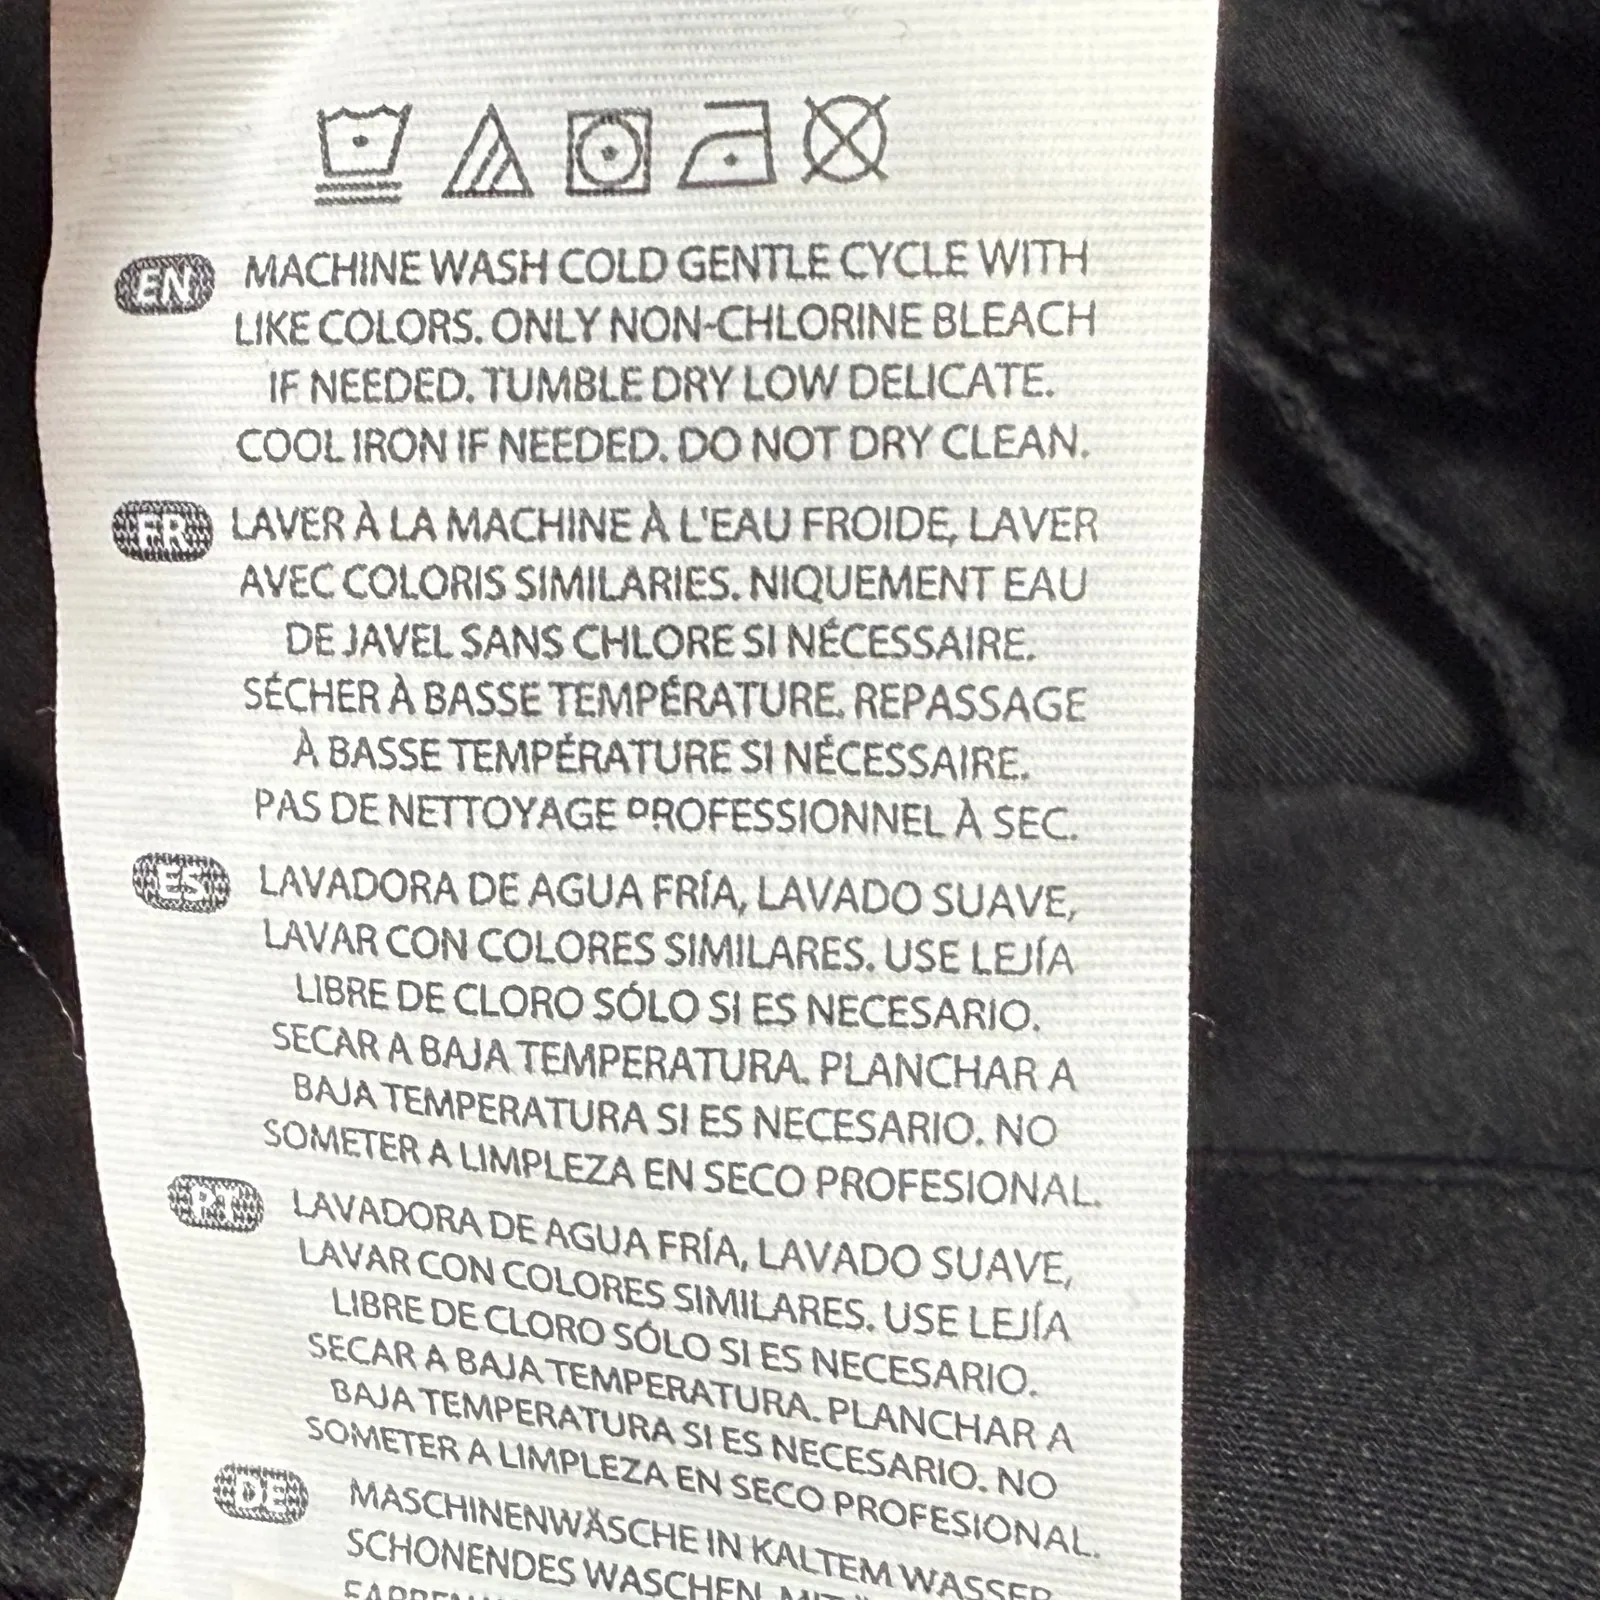 EN MACHINE WASH COLD GENTLE CYCLE WITH
LIKE COLORS. ONLY NON-CHLORINE BLEACH
IF NEEDED. TUMBLE DRY LOW DELICATE.
COOL IRON IF NEEDED. DO NOT DRY CLEAN.
FR LAVER À LA MACHINE À L'EAU FROIDE, LAVER
AVEC COLORIS SIMILARIES. NIQUEMENT EAU
DE JAVEL SANS CHLORE SI NÉCESSAIRE.
SÉCHER À BASSE TEMPÉRATURE. REPASSAGE
À BASSE TEMPÉRATURE SI NÉCESSAIRE.
PAS DE NETTOYAGE PROFESSIONNEL À SEC.
ES LAVADORA DE AGUA FRÍA, LAVADO SUAVE,
LAVAR CON COLORES SIMILARES. USE LEJÍA
LIBRE DE CLORO SÓLO SI ES NECESARIO.
SECAR A BAJA TEMPERATURA. PLANCHAR A
BAJA TEMPERATURA SI ES NECESARIO. NO
SOMETER A LIMPLEZA EN SECO PROFESIONAL.
PT LAVADORA DE AGUA FRÍA, LAVADO SUAVE,
LAVAR CON COLORES SIMILARES. USE LEJÍA
LIBRE DE CLORO SÓLO SI ES NECESARIO.
SECAR A BAJA TEMPERATURA. PLANCHAR A
BAJA TEMPERATURA SI ES NECESARIO. NO
SOMETER A LIMPLEZA EN SECO PROFESIONAL.
DE MASCHINENWÄSCHE IN KALTEM WASSER
SCHONENDES WASCHEN, MIT